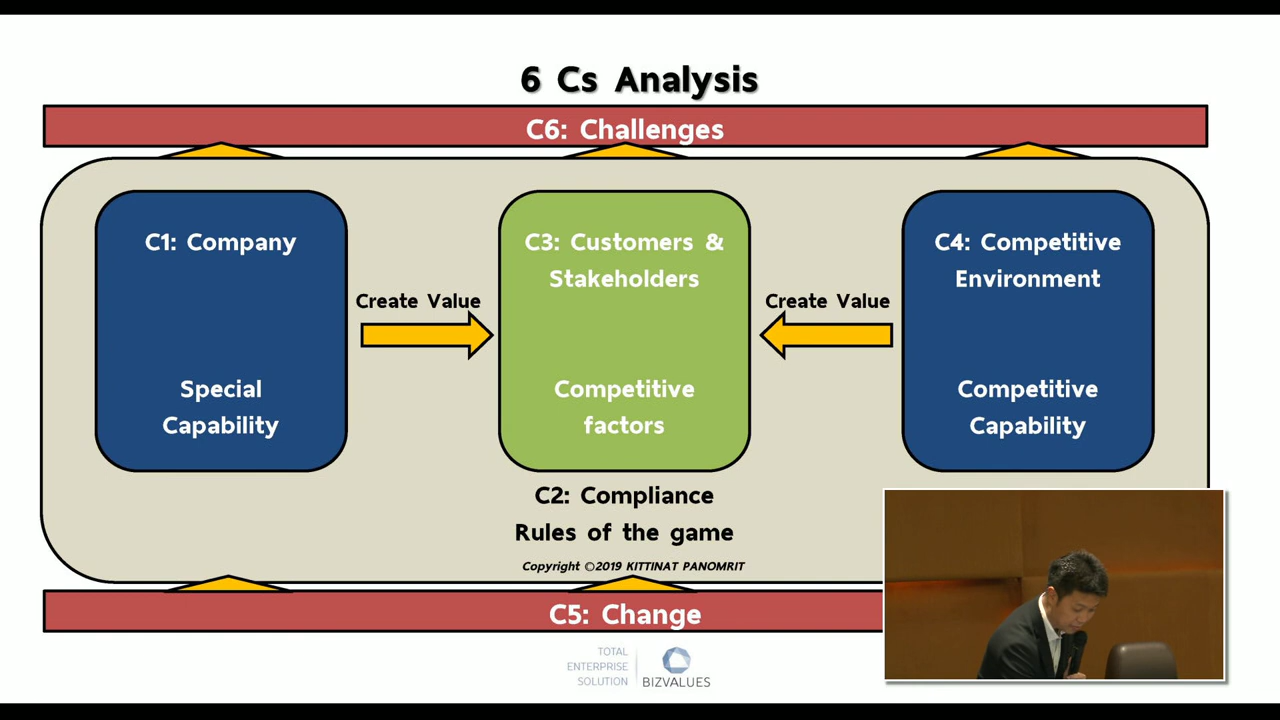 6 Cs Analysis
C6: Challenges
C1: Company
Special
Capability
Create Value
C3: Customers &
Stakeholders
Competitive
factors
Create Value
C4: Competitive
Environment
Competitive
Capability
C2: Compliance
Rules of the game
Copyright ©2019 KITTINAT PANOMRIT
C5: Change
TOTAL
ENTERPRISE
SOLUTION
BIZVALUES